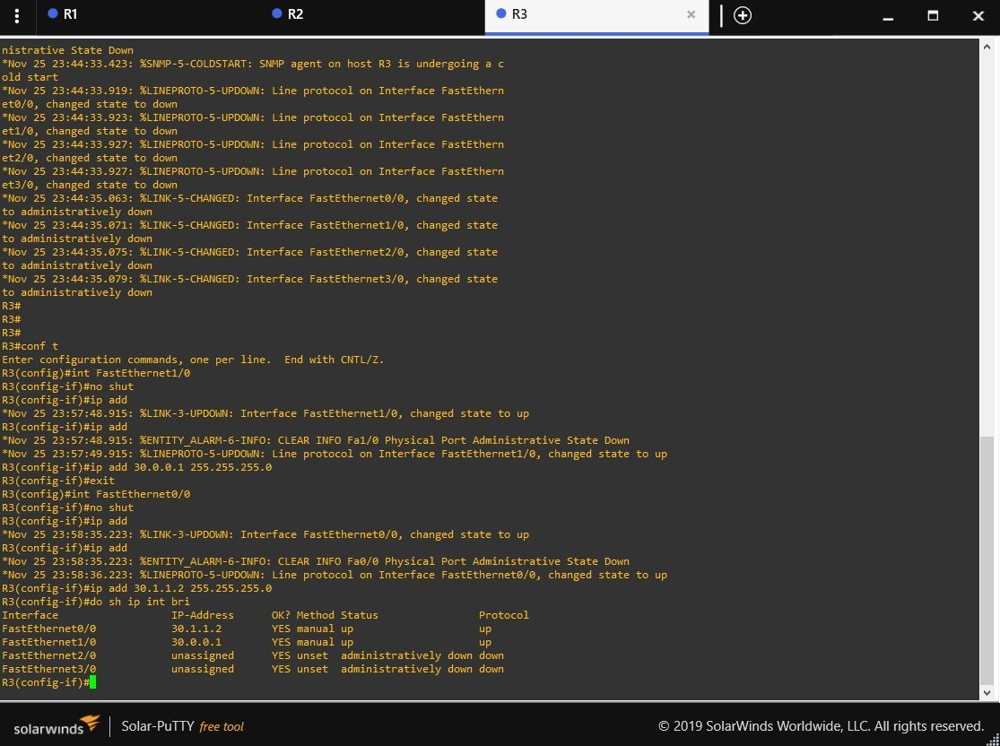 R1
R2
R3
nistrative State Down
*Nov 25 23:44:33.423: %SNMP-5-COLDSTART: SNMP agent on host R3 is undergoing a c
old start
*Nov 25 23:44:33.919: %LINEPROTO-5-UPDOWN: Line protocol on Interface FastEthern
et0/0, changed state to down
*Nov 25 23:44:33.923: %LINEPROTO-5-UPDOWN: Line protocol on Interface FastEthern
et1/0, changed state to down
*Nov 25 23:44:33.927: %LINEPROTO-5-UPDOWN: Line protocol on Interface FastEthern
et2/0, changed state to down
*Nov 25 23:44:33.927: %LINEPROTO-5-UPDOWN: Line protocol on Interface FastEthern
et3/0, changed state to down
*Nov 25 23:44:35.063: %LINK-5-CHANGED: Interface FastEthernet0/0, changed state
to administratively down
*Nov 25 23:44:35.071: %LINK-5-CHANGED: Interface FastEthernet1/0, changed state
to administratively down
*Nov 25 23:44:35.075: %LINK-5-CHANGED: Interface FastEthernet2/0, changed state
to administratively down
*Nov 25 23:44:35.079: %LINK-5-CHANGED: Interface FastEthernet3/0, changed state
to administratively down
R3#
R3#
R3#
R3#conf t
Enter configuration commands, one per line.  End with CNTL/Z.
R3(config)#int FastEthernet1/0
R3(config-if)#no shut
R3(config-if)#ip add
*Nov 25 23:57:48.915: %LINK-3-UPDOWN: Interface FastEthernet1/0, changed state to up
R3(config-if)#ip add
*Nov 25 23:57:48.915: %ENTITY_ALARM-6-INFO: CLEAR INFO Fa1/0 Physical Port Administrative State Down
*Nov 25 23:57:49.915: %LINEPROTO-5-UPDOWN: Line protocol on Interface FastEthernet1/0, changed state to up
R3(config-if)#ip add 30.0.0.1 255.255.255.0
R3(config-if)#exit
R3(config)#int FastEthernet0/0
R3(config-if)#no shut
R3(config-if)#ip add
*Nov 25 23:58:35.223: %LINK-3-UPDOWN: Interface FastEthernet0/0, changed state to up
R3(config-if)#ip add
*Nov 25 23:58:35.223: %ENTITY_ALARM-6-INFO: CLEAR INFO Fa0/0 Physical Port Administrative State Down
*Nov 25 23:58:36.223: %LINEPROTO-5-UPDOWN: Line protocol on Interface FastEthernet0/0, changed state to up
R3(config-if)#ip add 30.1.1.2 255.255.255.0
R3(config-if)#do sh ip int bri
Interface                  IP-Address      OK? Method Status                Protocol
FastEthernet0/0            30.1.1.2        YES manual up                    up
FastEthernet1/0            30.0.0.1        YES manual up                    up
FastEthernet2/0            unassigned      YES unset  administratively down down
FastEthernet3/0            unassigned      YES unset  administratively down down
R3(config-if)#
solarwinds Solar-PuTTY free tool © 2019 SolarWinds Worldwide, LLC. All rights reserved.